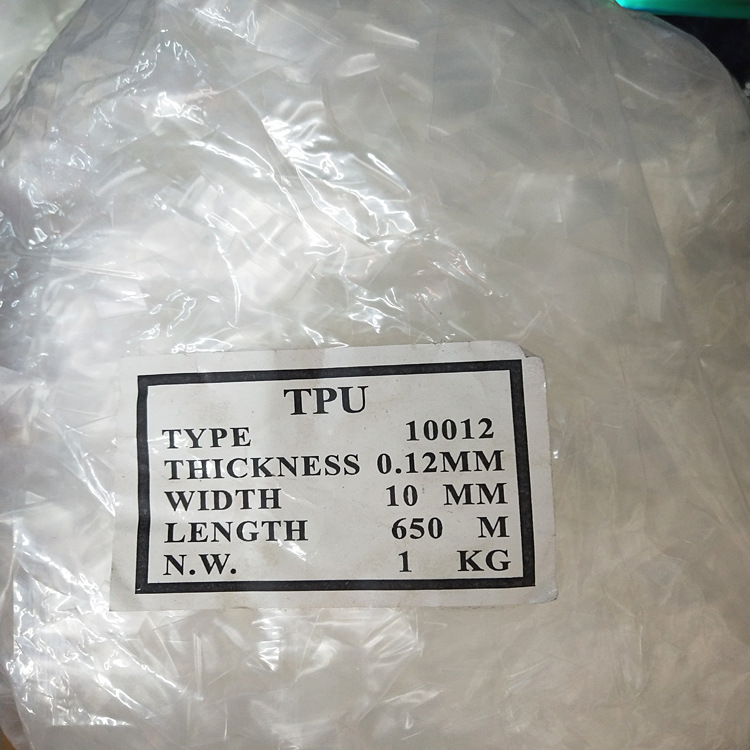 TPU
TYPE 10012
THICKNESS 0.12MM
WIDTH 10 MM
LENGTH 650 M
N.W. 1 KG